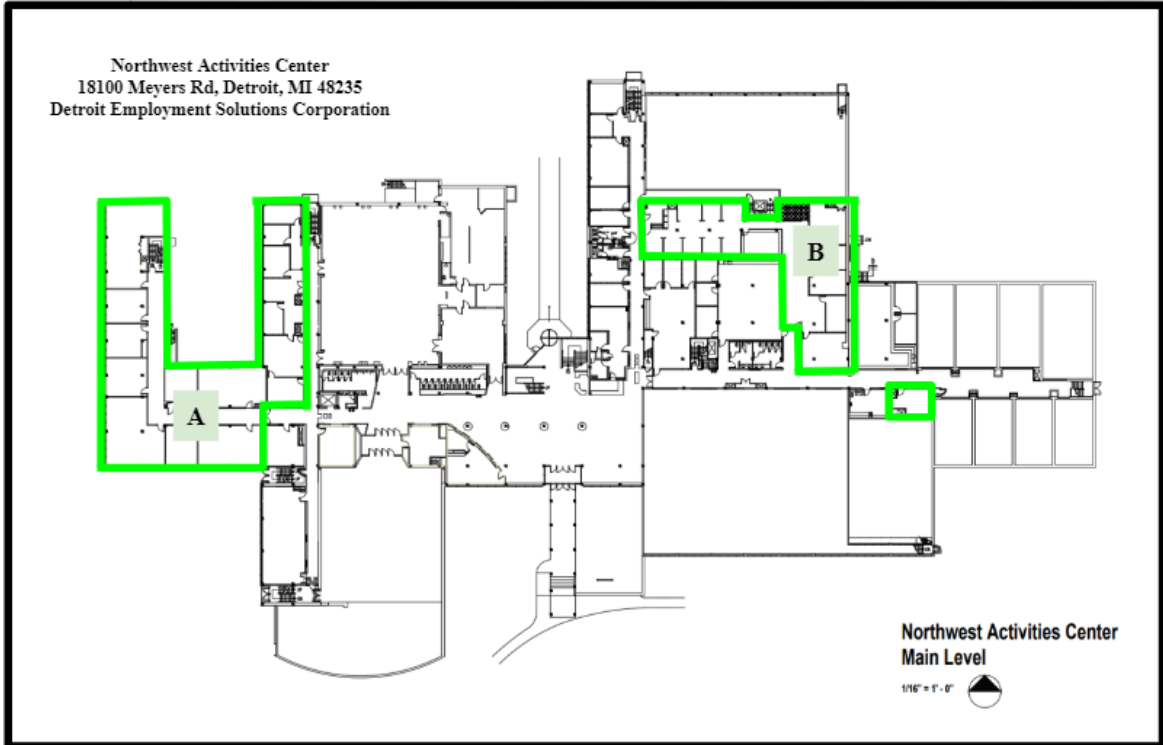 Northwest Activities Center
18100 Meyers Rd, Detroit, MI 48235
Detroit Employment Solutions Corporation
A
B
Northwest Activities Center
Main Level
1/16" = 1' - 0"